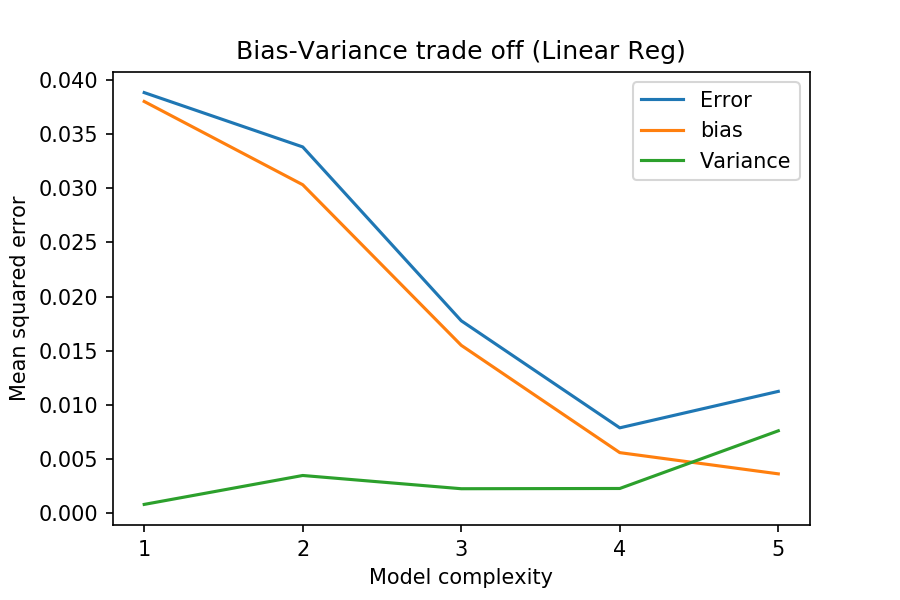 Bias-Variance trade off (Linear Reg)
Error
bias
Variance
Mean squared error
0.040
0.035
0.030
0.025
0.020
0.015
0.010
0.005
0.000
1 2 3 4 5
Model complexity